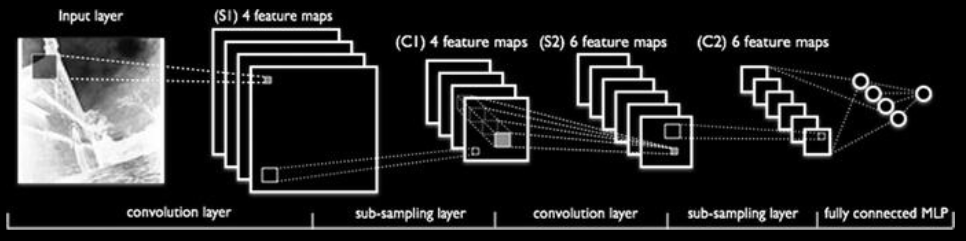 Input layer
(S1) 4 feature maps
(C1) 4 feature maps
(S2) 6 feature maps
(C2) 6 feature maps
convolution layer
sub-sampling layer
convolution layer
sub-sampling layer
fully connected MLP